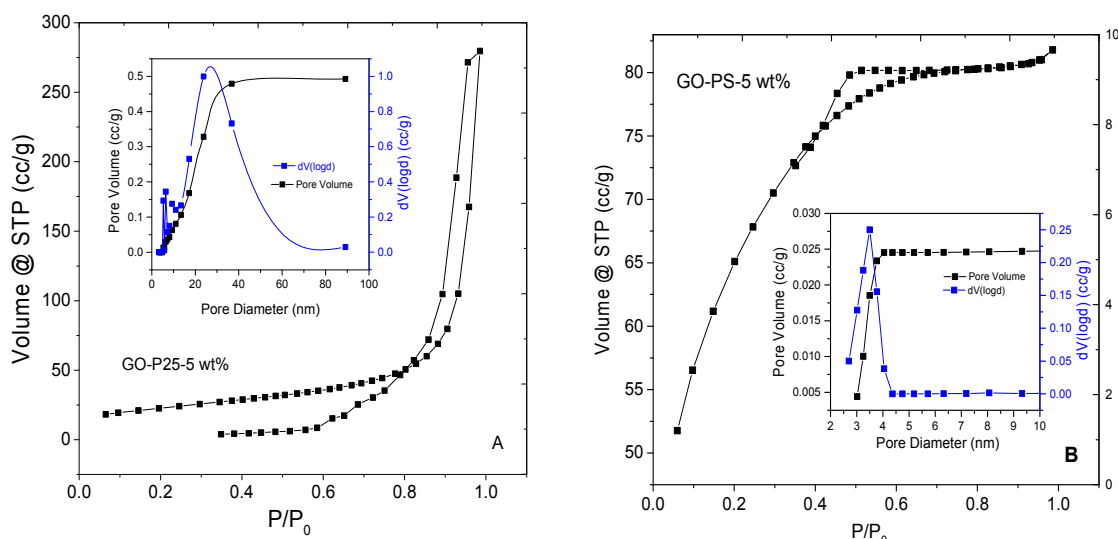 300
250
200
150
100
50
0
Volume @ STP (cc/g)
0.0 0.2 0.4 0.6 0.8 1.0
P/P0
GO-P25-5 wt%
A
0.5
0.4
0.3
0.2
0.1
0.0
Pore Volume (cc/g)
1.0
0.8
0.6
0.4
0.2
0.0
dV(logd) (cc/g)
dV(logd)
Pore Volume
0 20 40 60 80 100
Pore Diameter (nm)
80
75
70
65
60
55
50
Volume @ STP (cc/g)
10
8
6
4
2
0
0.0 0.2 0.4 0.6 0.8 1.0
P/P0
GO-PS-5 wt%
B
0.030
0.025
0.020
0.015
0.010
0.005
Pore Volume (cc/g)
0.25
0.20
0.15
0.10
0.05
0.00
dV(logd) (cc/g)
Pore Volume
dV(logd)
2 3 4 5 6 7 8 9 10
Pore Diameter (nm)